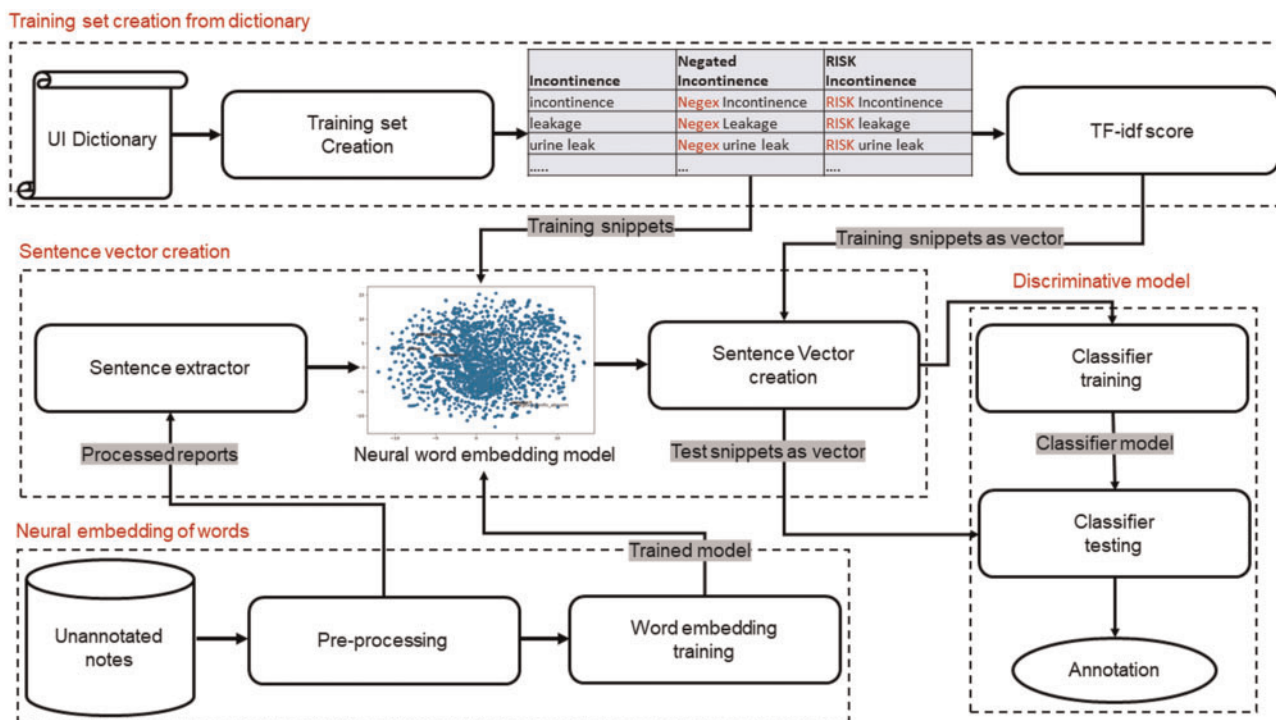 Training set creation from dictionary
UI Dictionary
Training set
Creation
Incontinence
Negated
Incontinence
RISK
Incontinence
incontinence
Negex Incontinence
RISK Incontinence
leakage
Negex Leakage
RISK leakage
urine leak
Negex urine leak
RISK urine leak
.....
...
....
TF-idf score
Training snippets
Training snippets as vector
Sentence vector creation
Discriminative model
Sentence extractor
Neural word embedding model
Sentence Vector
creation
Classifier
training
Processed reports
Test snippets as vector
Classifier model
Neural embedding of words
Trained model
Classifier
testing
Unannotated
notes
Pre-processing
Word embedding
training
Annotation